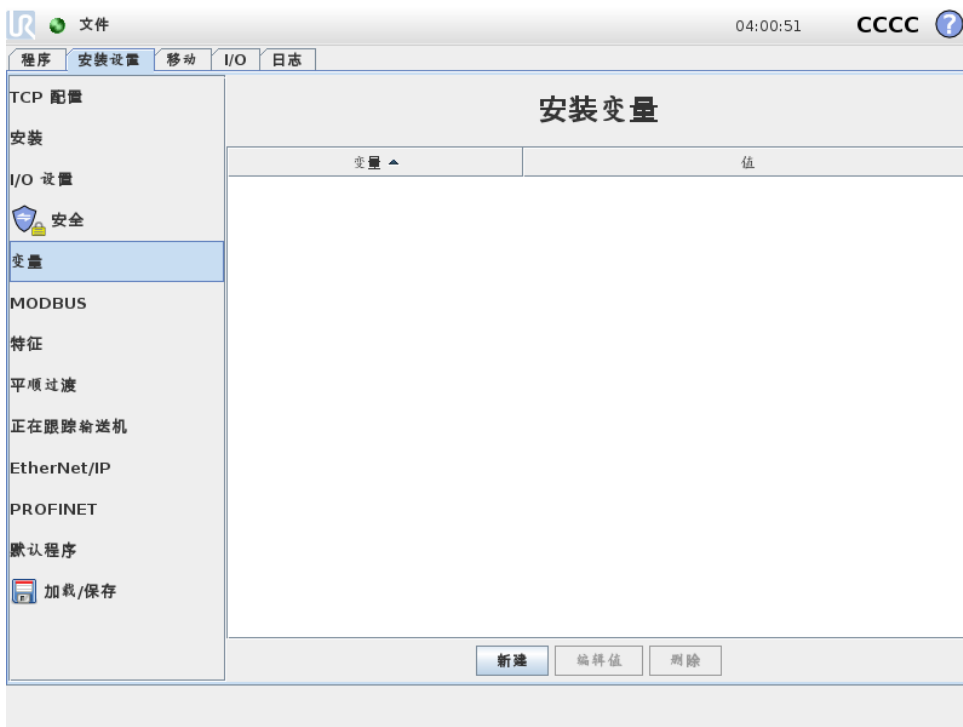 UR 文件 04:00:51 CCCC ?
程序 安装设置 移动 I/O 日志
TCP 配置
安装
I/O 设置
安全
变量
MODBUS
特征
平顺过渡
正在跟踪输送机
EtherNet/IP
PROFINET
默认程序
加载/保存
安装变量
变量 值
新建 编辑值 删除